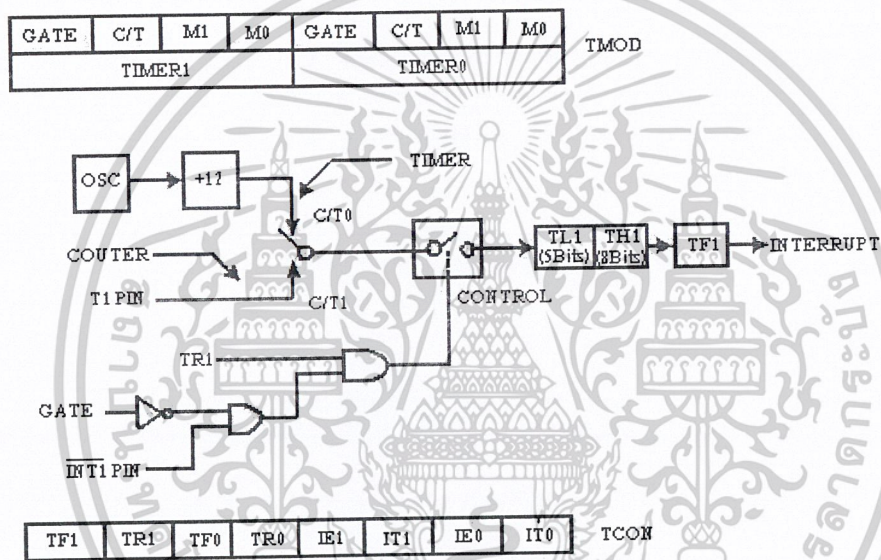 GATE C/T M1 M0 GATE C/T M1 M0 TMOD
TIMER1 TIMER0
TIMER
OSC +12
C/T0
COUTER
TL1 TH1 TF1 INTERRUPT
(5Bits) (8Bits)
T1 PIN C/T1 CONTROL
TR1
GATE
INT1 PIN
TF1 TR1 TF0 TR0 IE1 IT1 IE0 IT0 TCON